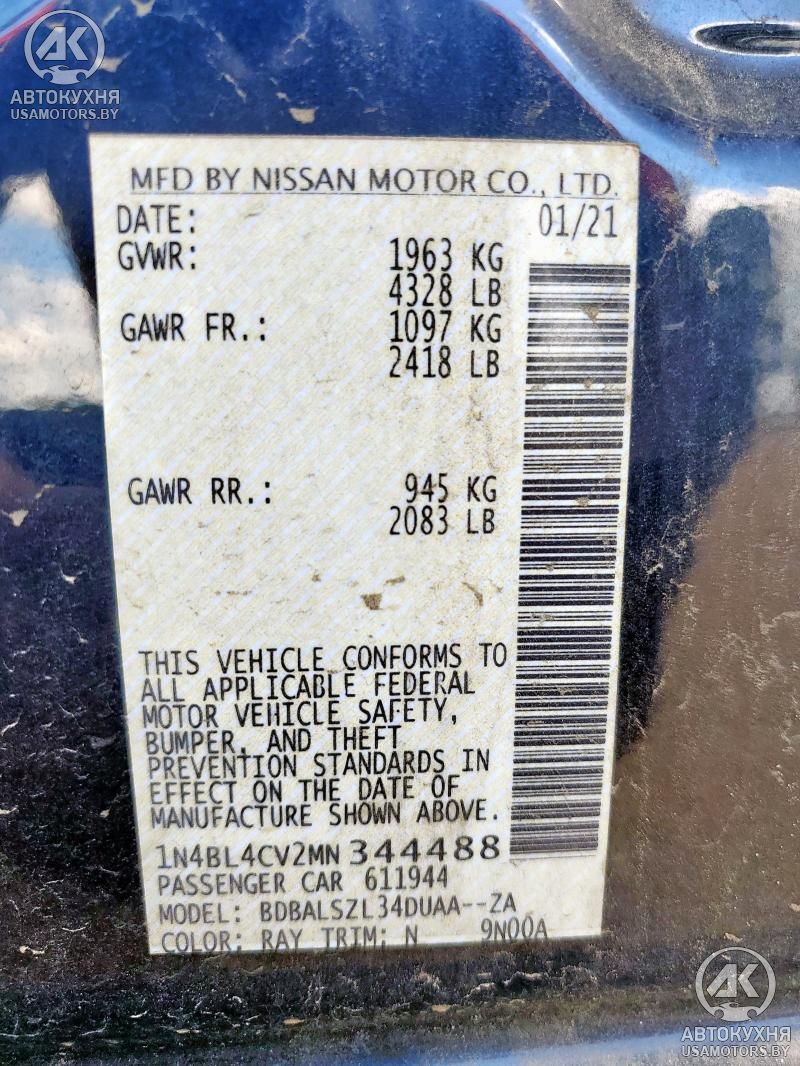 АК
АВТОКУХНЯ
USAMOTORS.BY
MFD BY NISSAN MOTOR CO., LTD.
DATE: 01/21
GVWR: 1963 KG
4328 LB
GAWR FR.: 1097 KG
2418 LB
GAWR RR.: 945 KG
2083 LB
THIS VEHICLE CONFORMS TO
ALL APPLICABLE FEDERAL
MOTOR VEHICLE SAFETY,
BUMPER, AND THEFT
PREVENTION STANDARDS IN
EFFECT ON THE DATE OF
MANUFACTURE SHOWN ABOVE.
1N4BL4CV2MN344488
PASSENGER CAR 611944
MODEL: BDBALSZL34DUAA--ZA
COLOR: RAY TRIM: N 9N00A
АК
АВТОКУХНЯ
USAMOTORS.BY